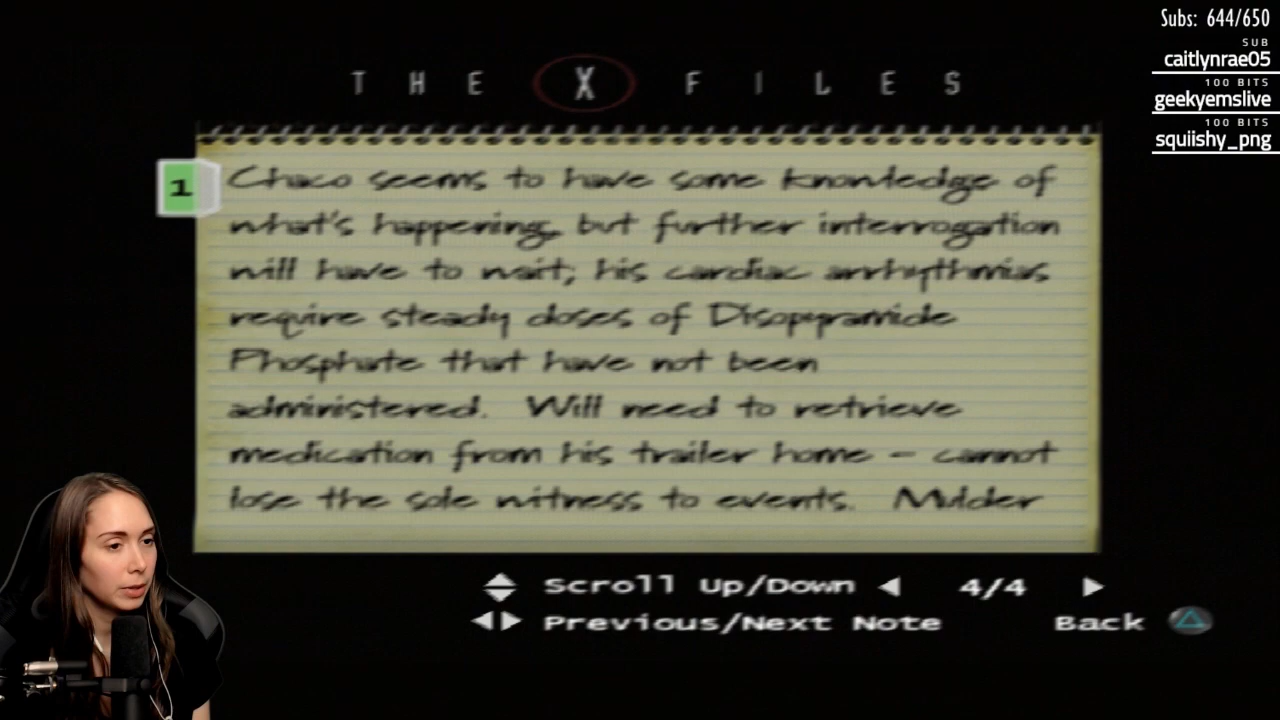 Subs: 644/650
SUB
caitlynrae05
100 BITS
geekyemslive
100 BITS
squiishy_png
THE X FILES
1
Chaco seems to have some knowledge of
what's happening, but further interrogation
will have to wait; his cardiac arrhythmias
require steady doses of Disopyramide
Phosphate that have not been
administered. Will need to retrieve
medication from his trailer home - cannot
lose the sole witness to events. Mulder
Scroll Up/Down 4/4
Previous/Next Note Back